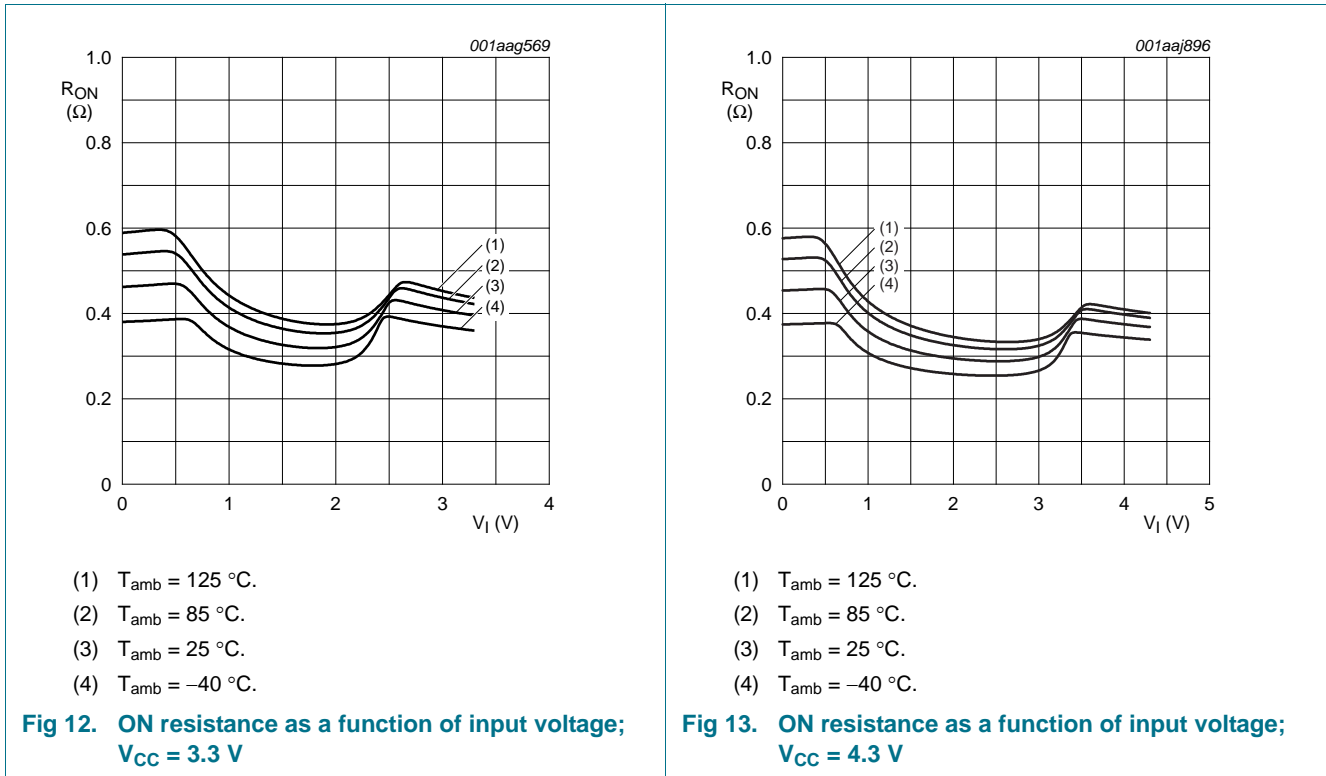 001aag569
1.0
RON
(Ω)
0.8
0.6
0.4
0.2
0
0 1 2 3 4
VI (V)
(1)
(2)
(3)
(4)
(1) Tamb = 125 °C.
(2) Tamb = 85 °C.
(3) Tamb = 25 °C.
(4) Tamb = −40 °C.
Fig 12. ON resistance as a function of input voltage;
VCC = 3.3 V
001aaj896
1.0
RON
(Ω)
0.8
0.6
0.4
0.2
0
0 1 2 3 4 5
VI (V)
(1)
(2)
(3)
(4)
(1) Tamb = 125 °C.
(2) Tamb = 85 °C.
(3) Tamb = 25 °C.
(4) Tamb = −40 °C.
Fig 13. ON resistance as a function of input voltage;
VCC = 4.3 V